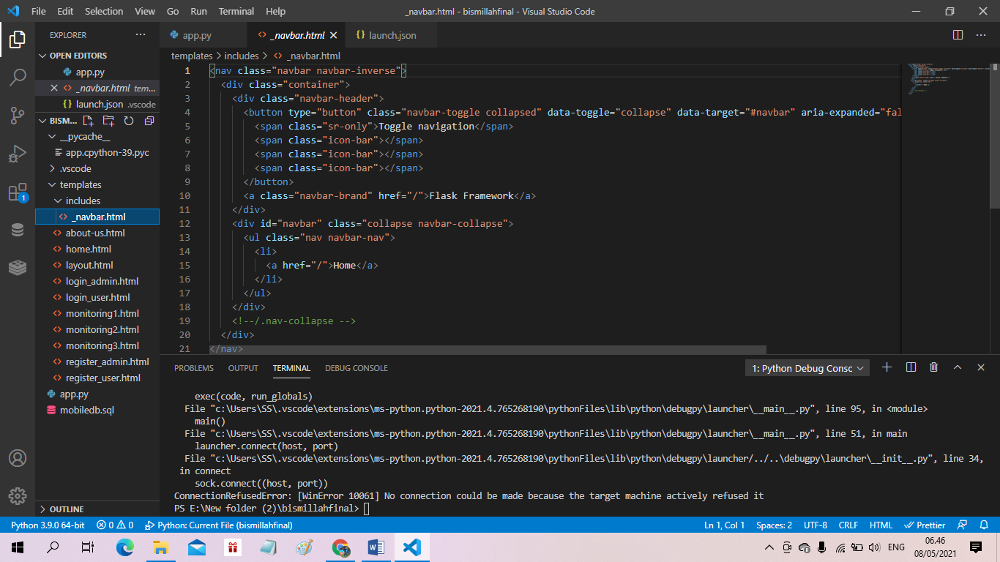 File Edit Selection View Go Run Terminal Help _navbar.html - bismillahfinal - Visual Studio Code
EXPLORER
OPEN EDITORS
app.py
_navbar.html tem...
launch.json .vscode
BISM...
__pycache__
app.cpython-39.pyc
.vscode
templates
includes
_navbar.html
about-us.html
home.html
layout.html
login_admin.html
login_user.html
monitoring1.html
monitoring2.html
monitoring3.html
register_admin.html
register_user.html
app.py
mobiledb.sql
OUTLINE
1
app.py _navbar.html launch.json
templates > includes > _navbar.html
1 <nav class="navbar navbar-inverse">
2 <div class="container">
3 <div class="navbar-header">
4 <button type="button" class="navbar-toggle collapsed" data-toggle="collapse" data-target="#navbar" aria-expanded="fal
5 <span class="sr-only">Toggle navigation</span>
6 <span class="icon-bar"></span>
7 <span class="icon-bar"></span>
8 <span class="icon-bar"></span>
9 </button>
10 <a class="navbar-brand" href="/">Flask Framework</a>
11 </div>
12 <div id="navbar" class="collapse navbar-collapse">
13 <ul class="nav navbar-nav">
14 <li>
15 <a href="/">Home</a>
16 </li>
17 </ul>
18 </div>
19 <!--/.nav-collapse -->
20 </div>
21 </nav>
PROBLEMS OUTPUT TERMINAL DEBUG CONSOLE 1: Python Debug Consc
exec(code, run_globals)
File "c:\Users\SS\.vscode\extensions\ms-python.python-2021.4.765268190\pythonFiles\lib\python\debugpy\launcher\__main__.py", line 95, in <module>
main()
File "c:\Users\SS\.vscode\extensions\ms-python.python-2021.4.765268190\pythonFiles\lib\python\debugpy\launcher\__main__.py", line 51, in main
launcher.connect(host, port)
File "c:\Users\SS\.vscode\extensions\ms-python.python-2021.4.765268190\pythonFiles\lib\python\debugpy\launcher/../..\debugpy\launcher\__init__.py", line 34,
in connect
sock.connect((host, port))
ConnectionRefusedError: [WinError 10061] No connection could be made because the target machine actively refused it
PS E:\New folder (2)\bismillahfinal>
Python 3.9.0 64-bit 0 0 Python: Current File (bismillahfinal) Ln 1, Col 1 Spaces: 2 UTF-8 CRLF HTML Prettier
ENG 06.46
08/05/2021